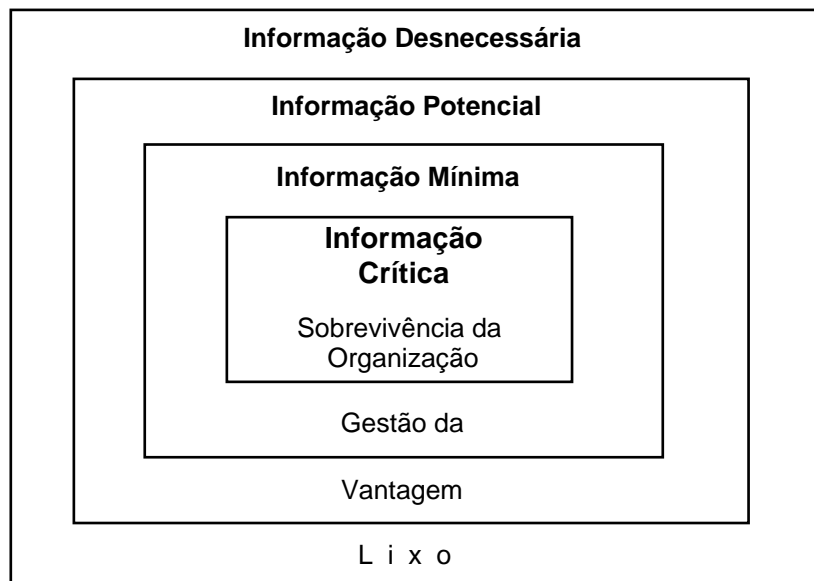 Informação Desnecessária
Informação Potencial
Informação Mínima
Informação
Crítica
Sobrevivência da
Organização
Gestão da
Vantagem
L i x o